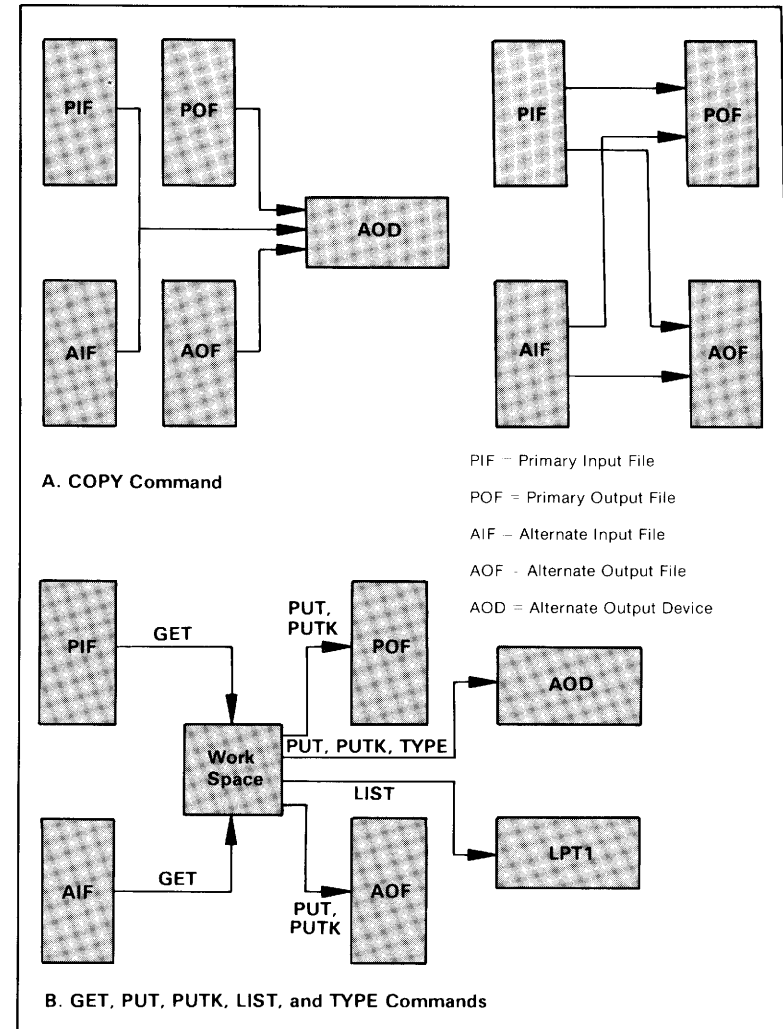 PIF
POF
PIF
POF
AOD
AIF
AOF
AIF
AOF
A. COPY Command
PIF = Primary Input File
POF = Primary Output File
AIF – Alternate Input File
AOF - Alternate Output File
AOD = Alternate Output Device
PIF
GET
PUT,
PUTK
POF
AOD
Work
Space
PUT, PUTK, TYPE
LIST
LPT1
AIF
GET
PUT,
PUTK
AOF
B. GET, PUT, PUTK, LIST, and TYPE Commands